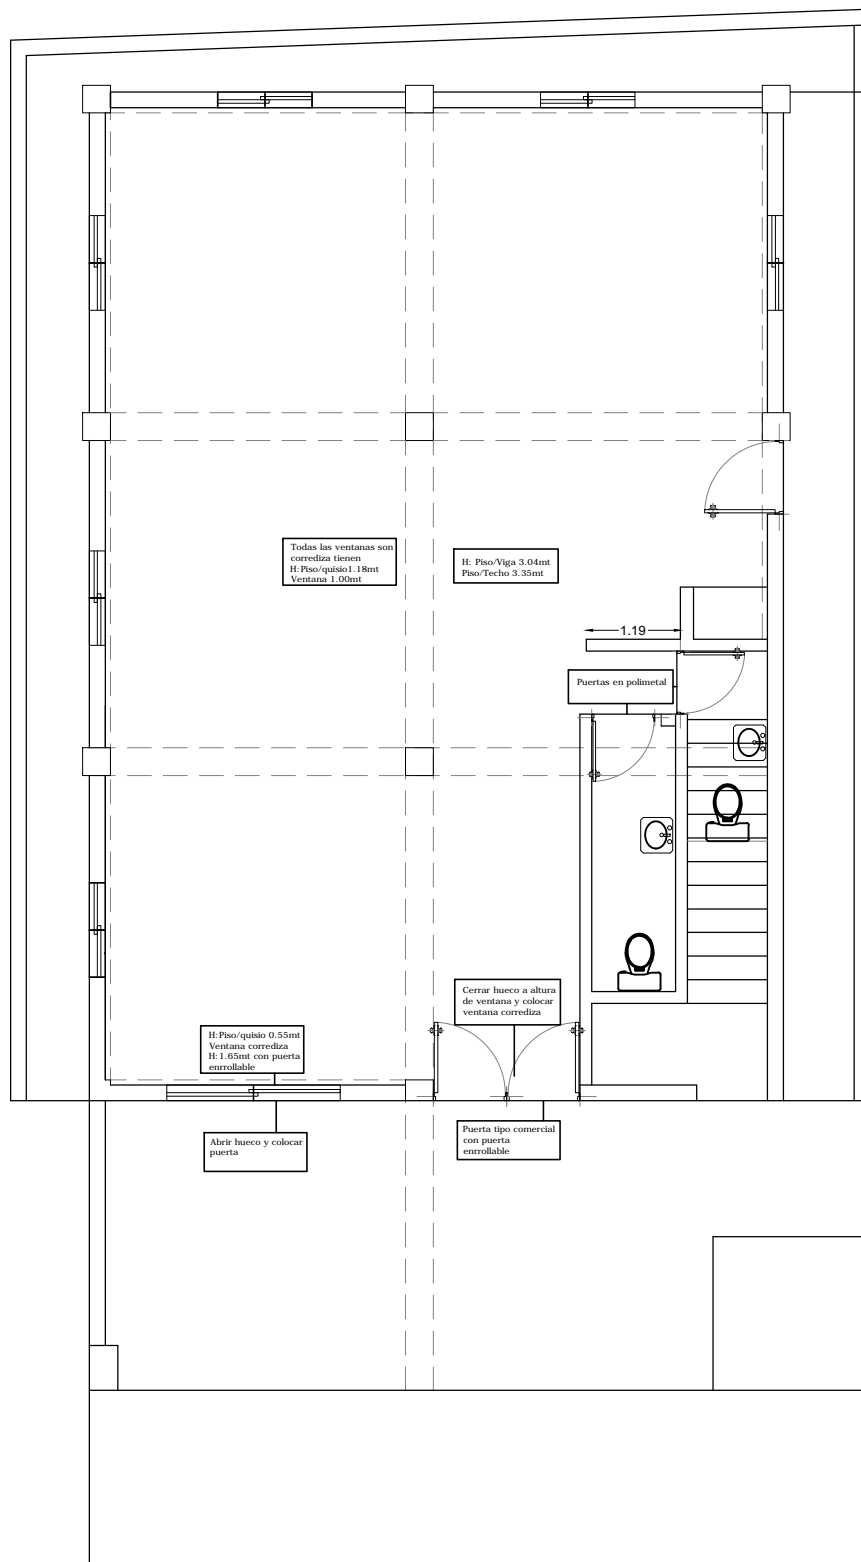 Todas las ventanas son
corrediza tienen
H:Piso/quisio1.18mt
Ventana 1.00mt
H: Piso/Viga 3.04mt
Piso/Techo 3.35mt
1.19
Puertas en polimetal
Cerrar hueco a altura
de ventana y colocar
ventana corrediza
H:Piso/quisio 0.55mt
Ventana corrediza
H:1.65mt con puerta
enrrollable
Abrir hueco y colocar
puerta
Puerta tipo comercial
con puerta
enrrollable